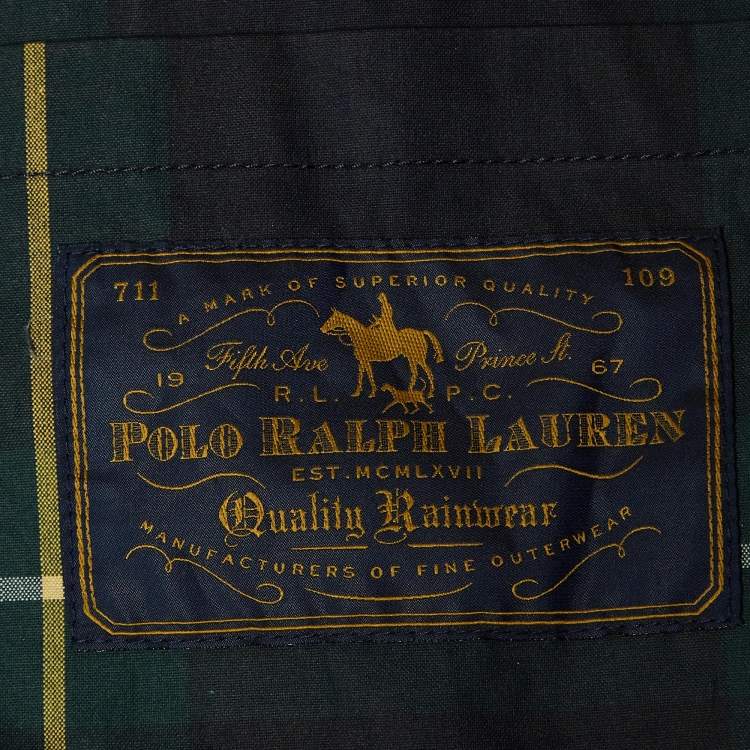 711 109
A MARK OF SUPERIOR QUALITY
Fifth Ave Prince St.
19 67
R.L. P.C.
POLO RALPH LAUREN
EST. MCMLXVII
Quality Rainwear
MANUFACTURERS OF FINE OUTERWEAR